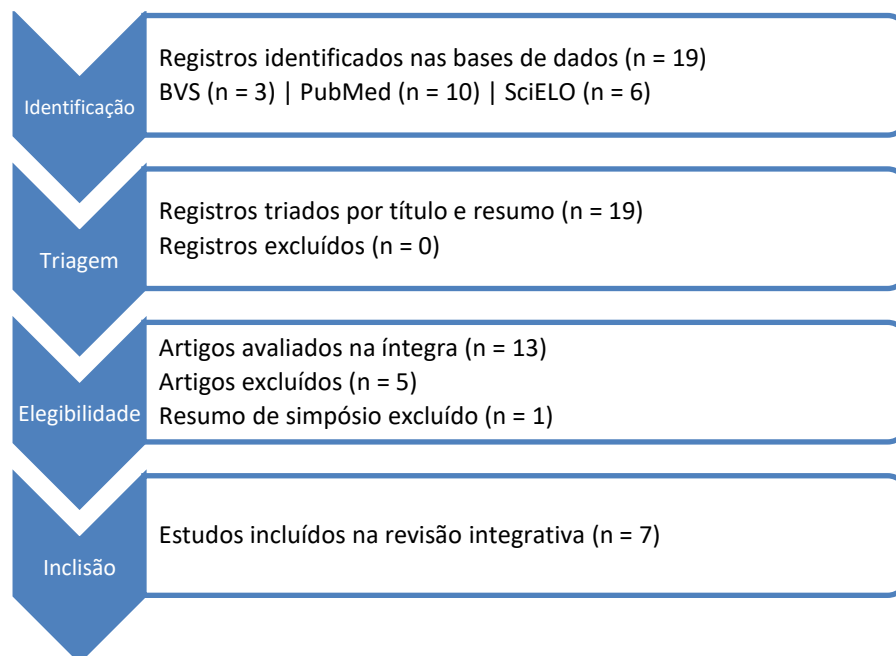 Identificação
Registros identificados nas bases de dados (n = 19)
BVS (n = 3) | PubMed (n = 10) | SciELO (n = 6)
Triagem
Registros triados por título e resumo (n = 19)
Registros excluídos (n = 0)
Elegibilidade
Artigos avaliados na íntegra (n = 13)
Artigos excluídos (n = 5)
Resumo de simpósio excluído (n = 1)
Inclisão
Estudos incluídos na revisão integrativa (n = 7)